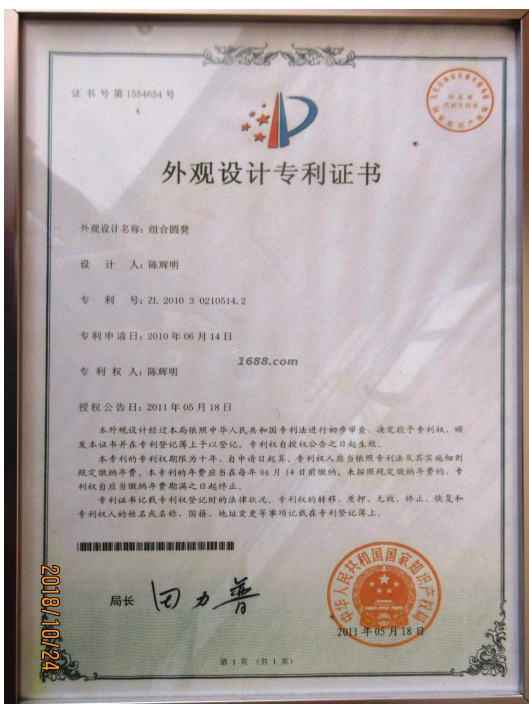 证书号第1554654号
外观设计专利证书
外观设计名称：组合圆凳
设 计 人：陈辉明
专 利 号：ZL 2010 3 0210514.2
专利申请日：2010年06月14日
1688.com
专 利 权 人：陈辉明
授权公告日：2011年05月18日
本外观设计经过本局依照中华人民共和国专利法进行初步审查，决定授予专利权，颁
发本证书并在专利登记簿上予以登记。专利权自授权公告之日起生效。
本专利的专利权期限为十年，自申请日起算。专利权人应当依照专利法及其实施细则
规定缴纳年费。本专利的年费应当在每年06月14日前缴纳。未按照规定缴纳年费的，专
利权自应当缴纳年费期满之日起终止。
专利证书记载专利权登记时的法律状况。专利权的转移、质押、无效、终止、恢复和
专利权人的姓名或名称、国籍、地址变更等事项记载在专利登记簿上。
局长 田力普
中华人民共和国国家知识产权局
2011年05月18日
第1页（共1页）
2018/10/24